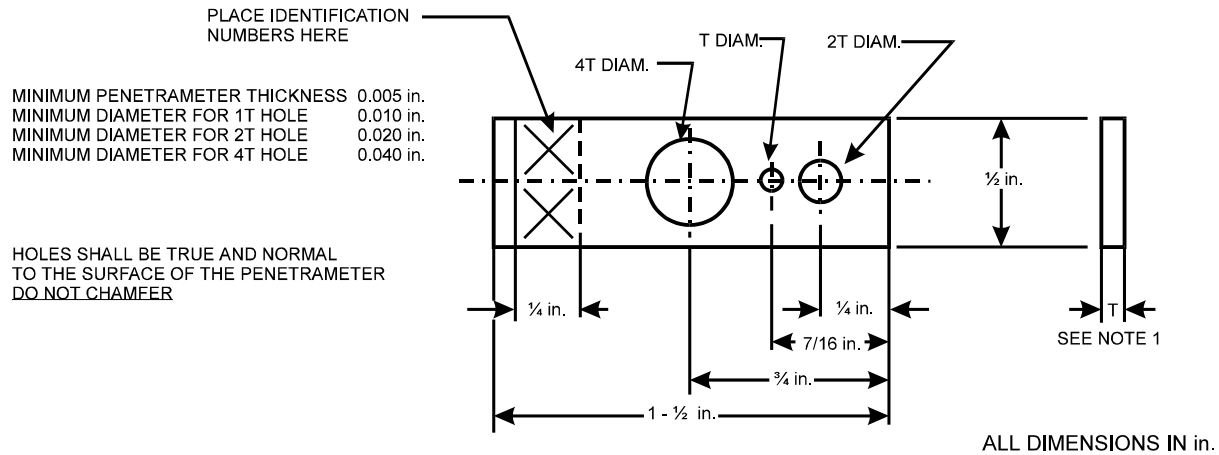 PLACE IDENTIFICATION
NUMBERS HERE
T DIAM.
2T DIAM.
4T DIAM.
MINIMUM PENETRAMETER THICKNESS 0.005 in.
MINIMUM DIAMETER FOR 1T HOLE 0.010 in.
MINIMUM DIAMETER FOR 2T HOLE 0.020 in.
MINIMUM DIAMETER FOR 4T HOLE 0.040 in.
½ in.
HOLES SHALL BE TRUE AND NORMAL
TO THE SURFACE OF THE PENETRAMETER
DO NOT CHAMFER
¼ in.
¼ in.
T
7/16 in.
SEE NOTE 1
¾ in.
1 - ½ in.
ALL DIMENSIONS IN in.